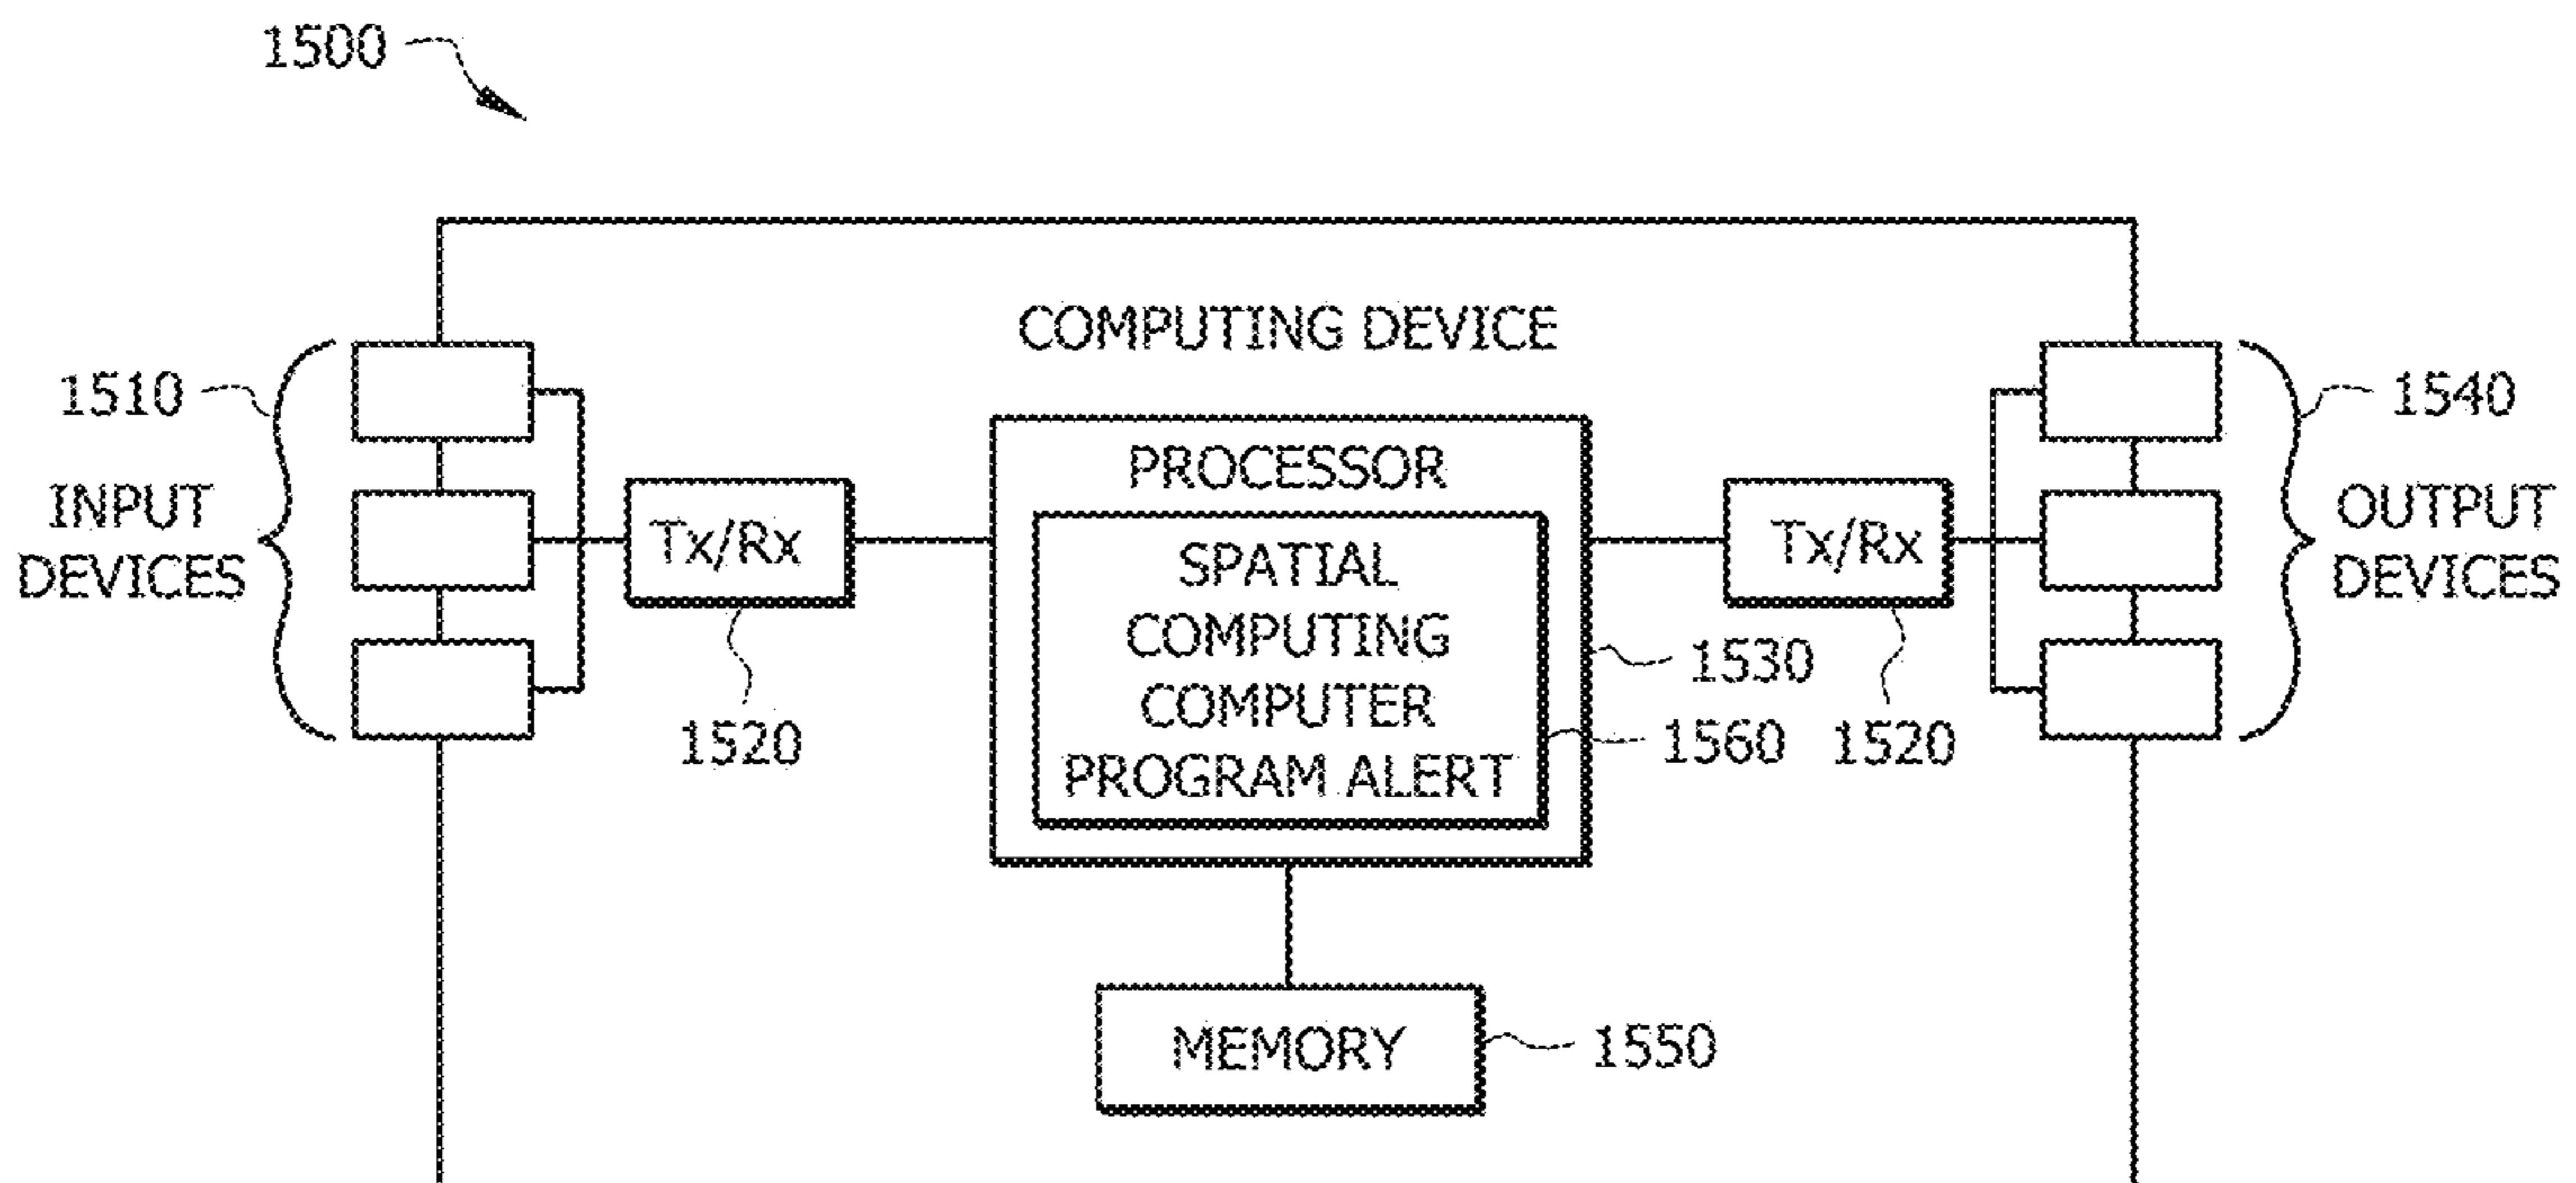 1500
COMPUTING DEVICE
1510
INPUT
DEVICES
Tx/Rx
1520
PROCESSOR
SPATIAL
COMPUTING
COMPUTER
PROGRAM ALERT
1530
1560
Tx/Rx
1520
1540
OUTPUT
DEVICES
MEMORY
1550